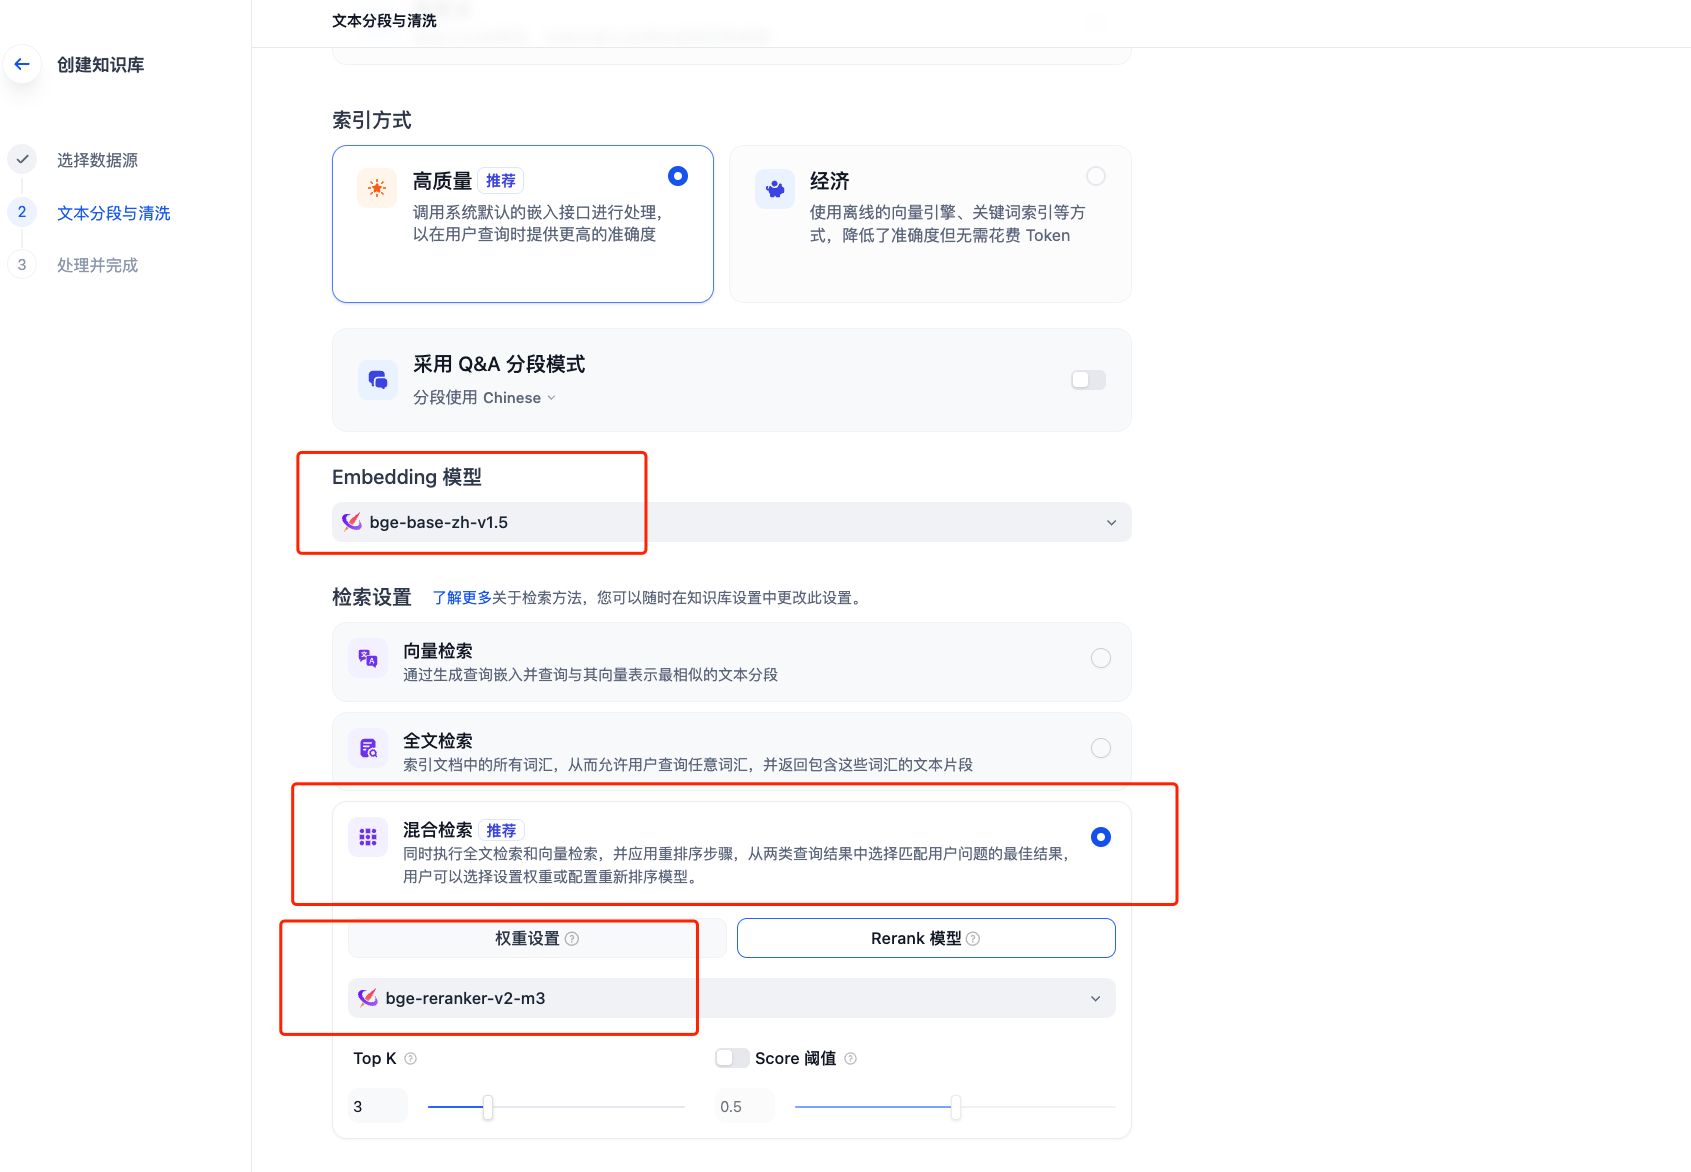 文本分段与清洗
创建知识库
选择数据源
2
文本分段与清洗
3
处理并完成
索引方式
高质量 推荐
调用系统默认的嵌入接口进行处理，
以在用户查询时提供更高的准确度
经济
使用离线的向量引擎、关键词索引等方
式，降低了准确度但无需花费 Token
采用 Q&A 分段模式
分段使用 Chinese
Embedding 模型
bge-base-zh-v1.5
检索设置 了解更多关于检索方法，您可以随时在知识库设置中更改此设置。
向量检索
通过生成查询嵌入并查询与其向量表示最相似的文本分段
全文检索
索引文档中的所有词汇，从而允许用户查询任意词汇，并返回包含这些词汇的文本片段
混合检索 推荐
同时执行全文检索和向量检索，并应用重排序步骤，从两类查询结果中选择匹配用户问题的最佳结果，
用户可以选择设置权重或配置重新排序模型。
权重设置
Rerank 模型
bge-reranker-v2-m3
Top K
Score 阈值
3
0.5